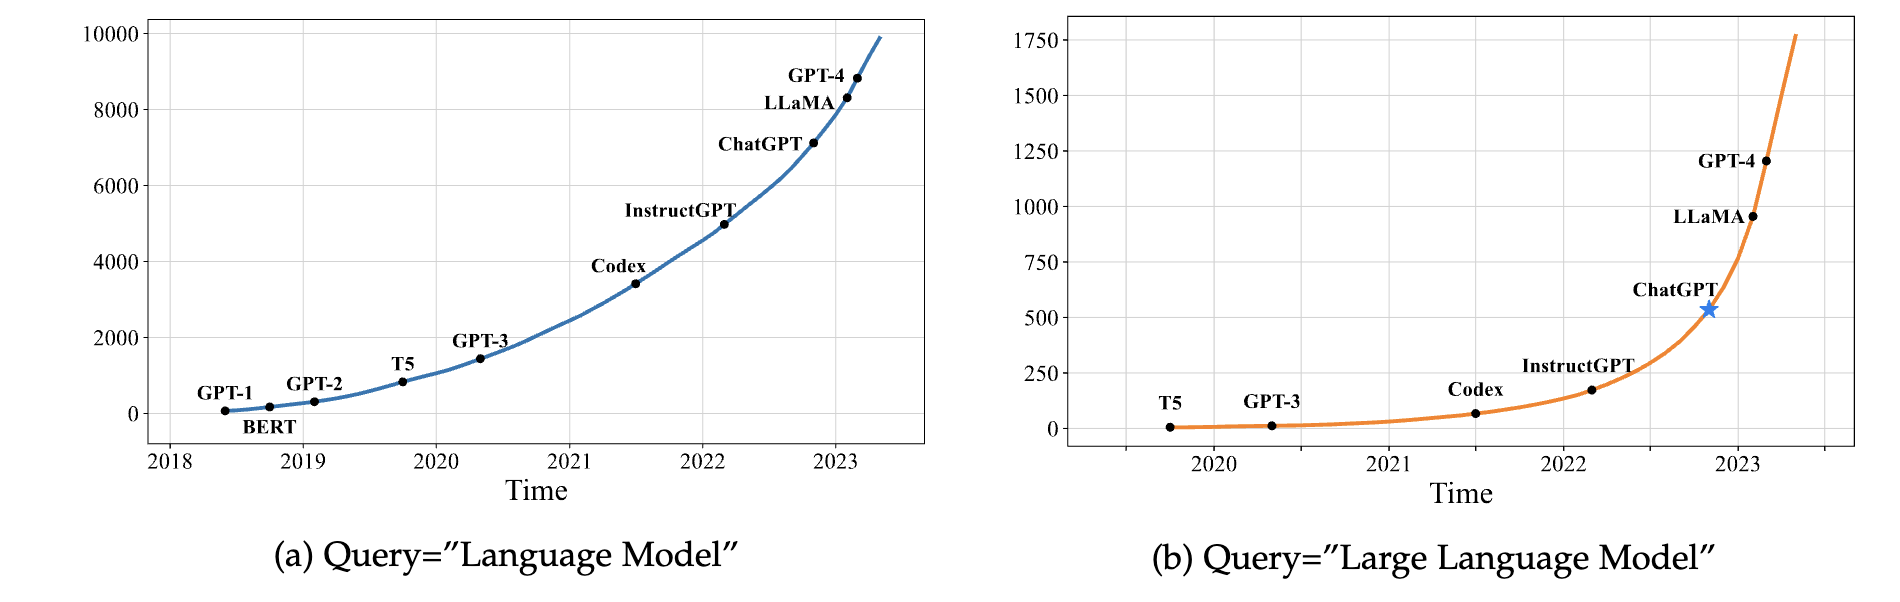 10000
8000
6000
4000
2000
0
GPT-4
LLaMA
ChatGPT
InstructGPT
Codex
GPT-3
T5
GPT-2
GPT-1
BERT
2018 2019 2020 2021 2022 2023
Time
(a) Query=”Language Model”
1750
1500
1250
1000
750
500
250
0
GPT-4
LLaMA
ChatGPT
InstructGPT
Codex
GPT-3
T5
2020 2021 2022 2023
Time
(b) Query=”Large Language Model”